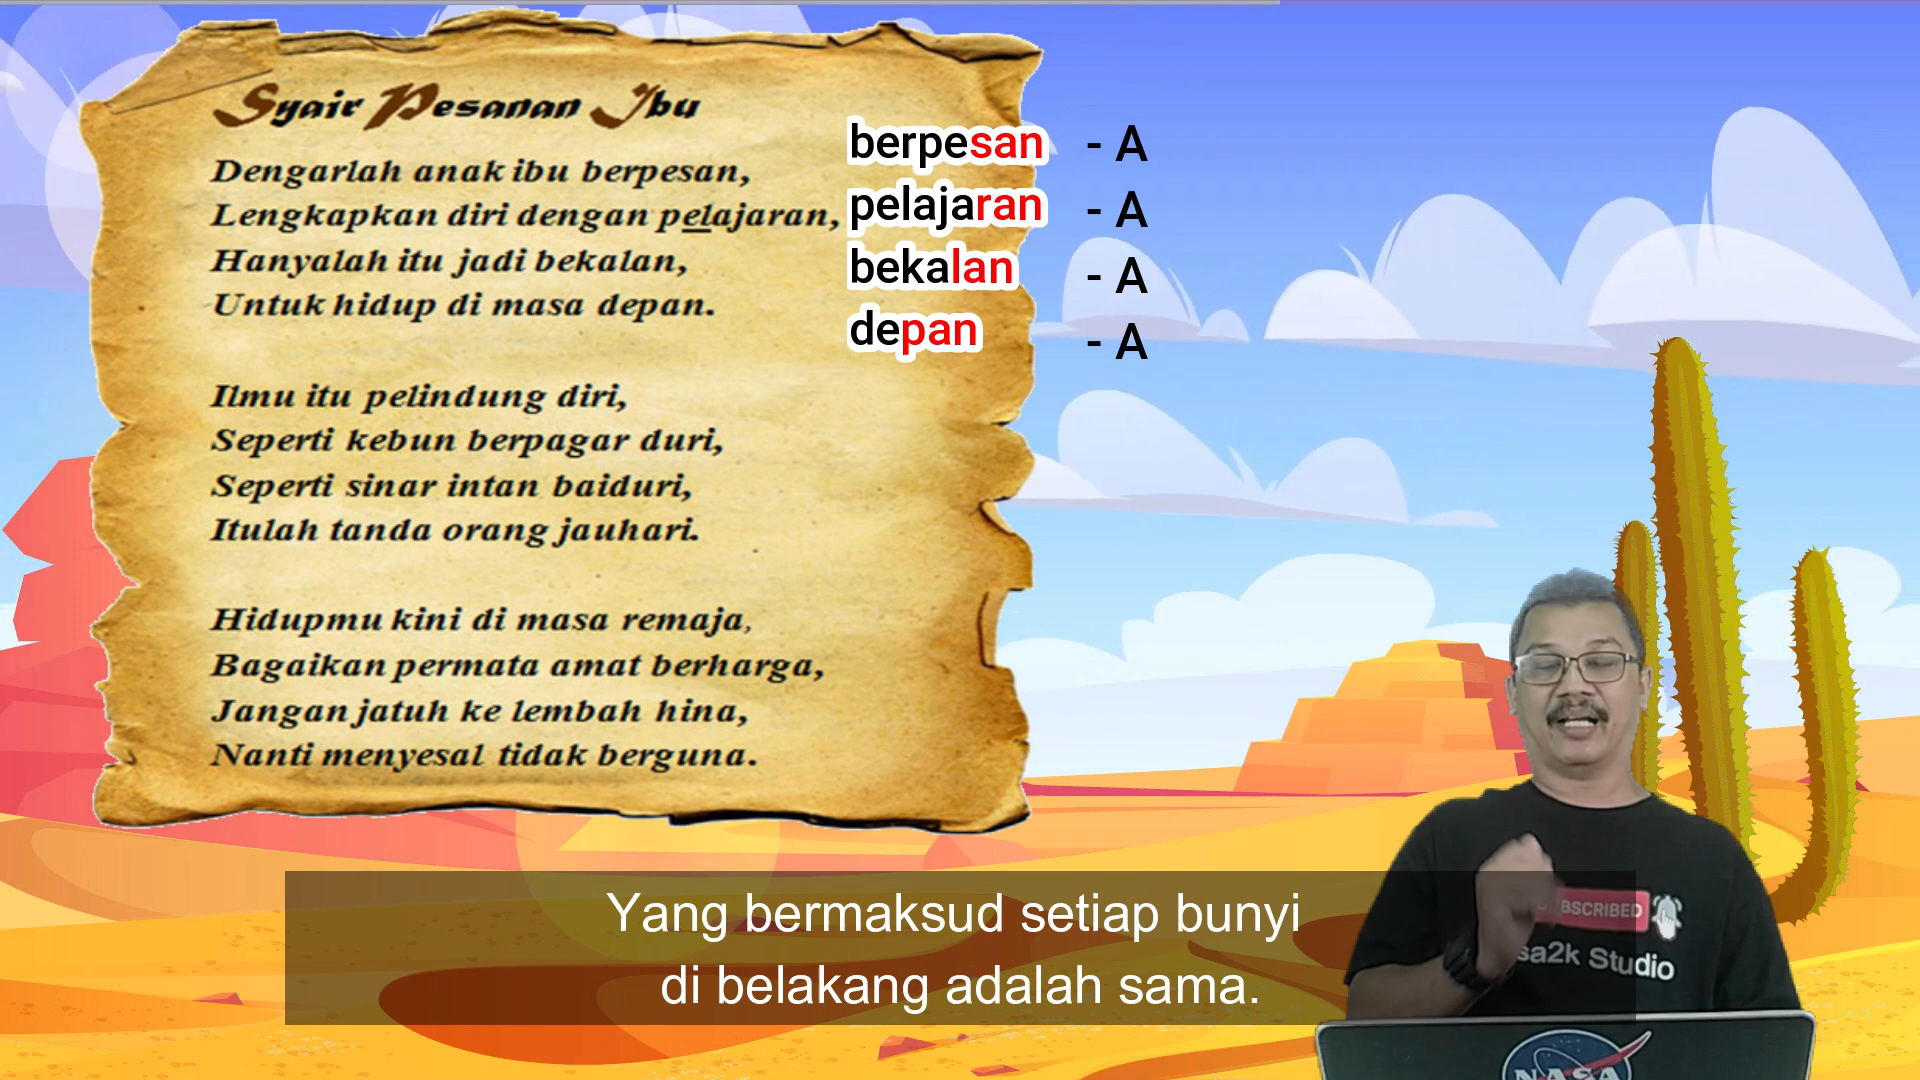 Syair Pesanan Ibu
Dengarlah anak ibu berpesan,
Lengkapkan diri dengan pelajaran,
Hanyalah itu jadi bekalan,
Untuk hidup di masa depan.
Ilmu itu pelindung diri,
Seperti kebun berpagar duri,
Seperti sinar intan baiduri,
Itulah tanda orang jauhari.
Hidupmu kini di masa remaja,
Bagaikan permata amat berharga,
Jangan jatuh ke lembah hina,
Nanti menyesal tidak berguna.
berpesan - A
pelajaran - A
bekalan - A
depan - A
BSCRIBED
sa2k Studio
Yang bermaksud setiap bunyi
di belakang adalah sama.
NASA